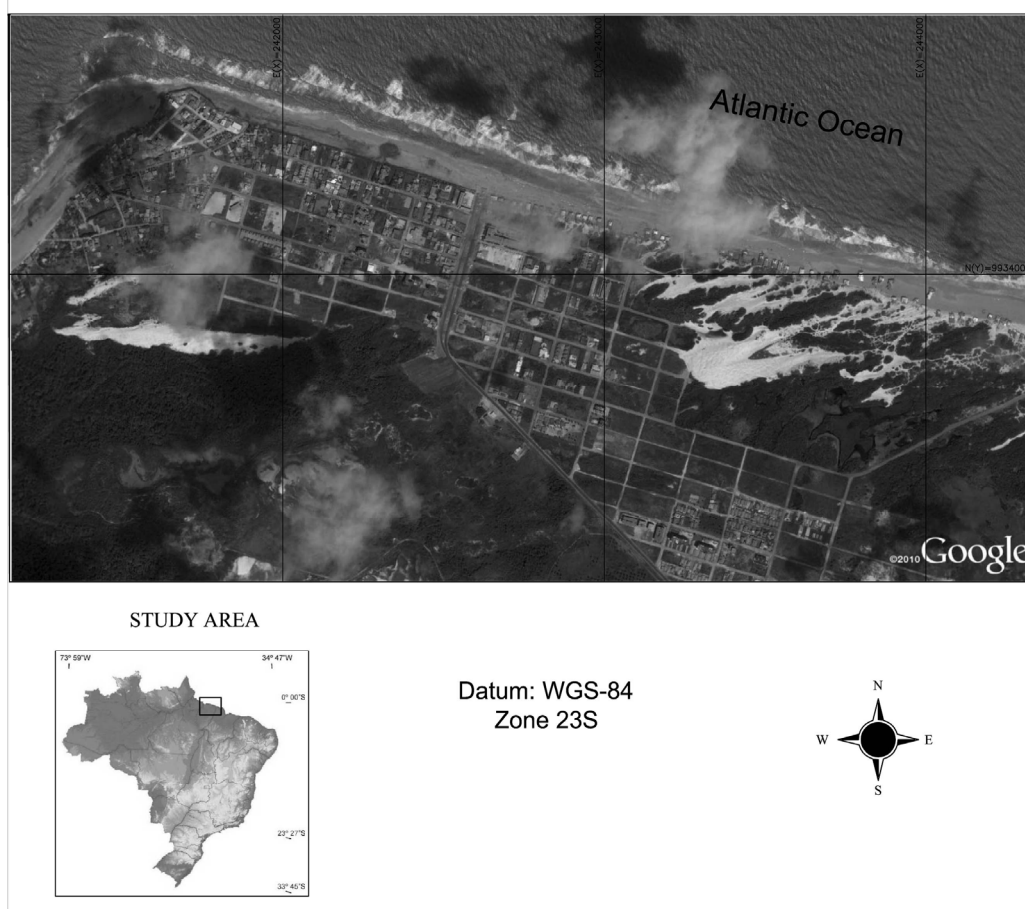 E(X)=242000
E(X)=243000
E(X)=244000
Atlantic Ocean
N(Y)=993400
©2010 Google
STUDY AREA
73° 59"W
34° 47"W
0° 00"S
23° 27"S
33° 45"S
Datum: WGS-84
Zone 23S
N
W
E
S